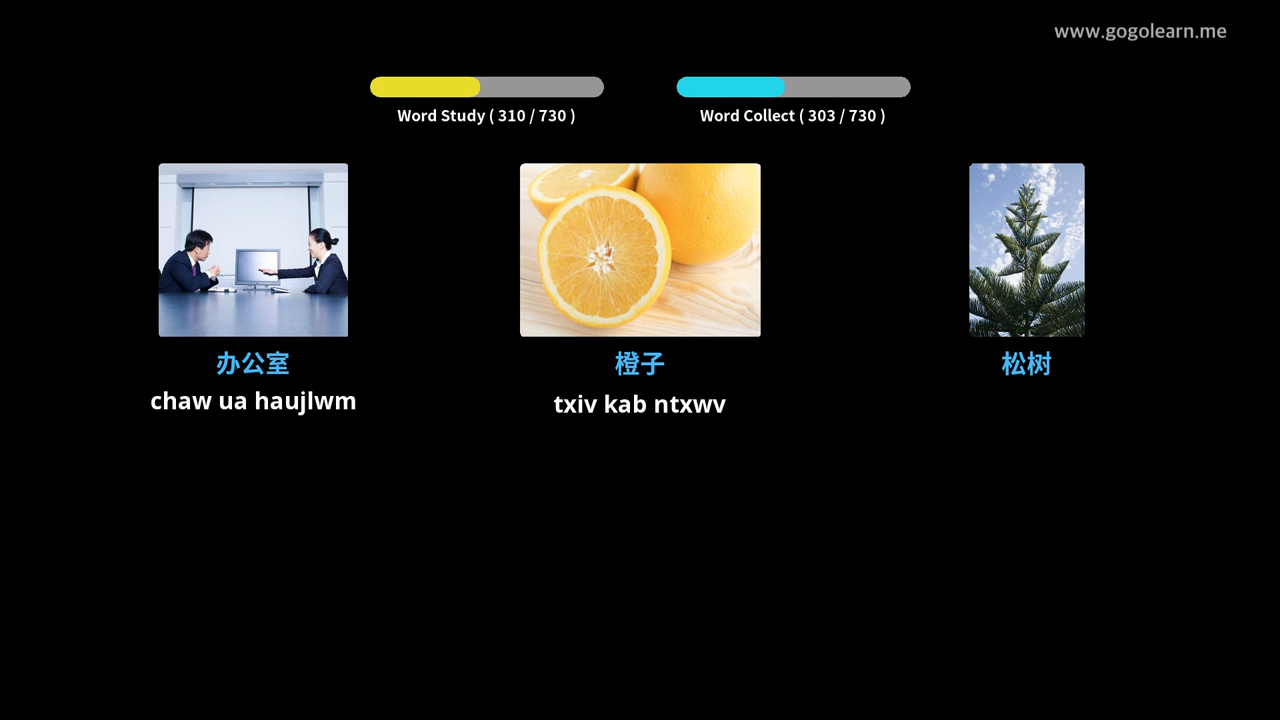 www.gogolearn.me
Word Study ( 310 / 730 )
Word Collect ( 303 / 730 )
办公室
橙子
松树
chaw ua haujlwm
txiv kab ntxwv